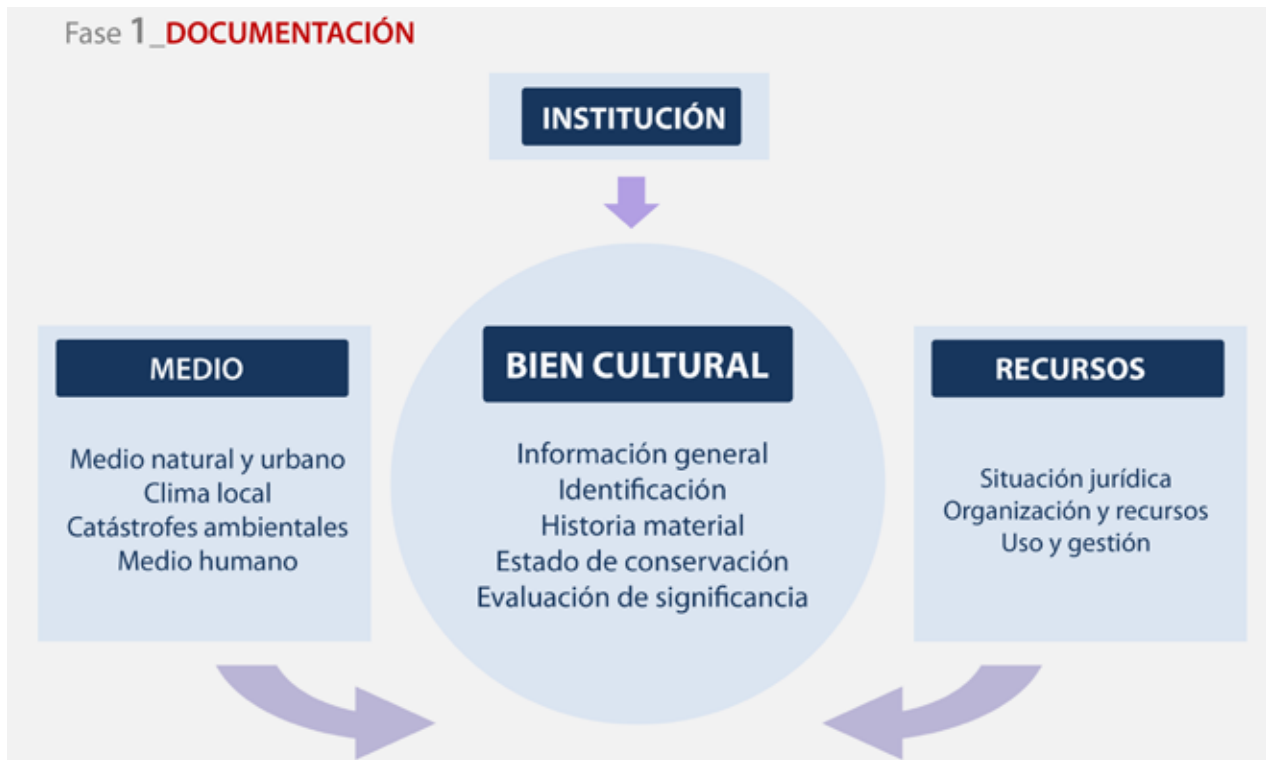 Fase 1_DOCUMENTACIÓN
INSTITUCIÓN
MEDIO
Medio natural y urbano
Clima local
Catástrofes ambientales
Medio humano
BIEN CULTURAL
Información general
Identificación
Historia material
Estado de conservación
Evaluación de significancia
RECURSOS
Situación jurídica
Organización y recursos
Uso y gestión